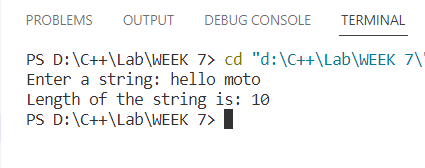 PROBLEMS OUTPUT DEBUG CONSOLE TERMINAL
PS D:\C++\Lab\WEEK 7> cd "d:\C++\Lab\WEEK 7\"
Enter a string: hello moto
Length of the string is: 10
PS D:\C++\Lab\WEEK 7>